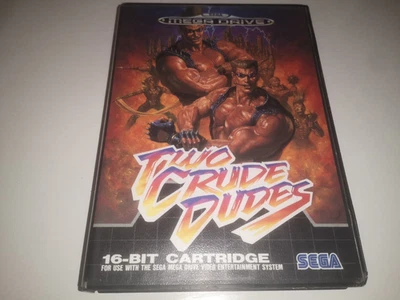 MEGA DRIVE
TWO
CRUDE
DUDES
16-BIT CARTRIDGE
FOR USE WITH THE SEGA MEGA DRIVE VIDEO ENTERTAINMENT SYSTEM
SEGA